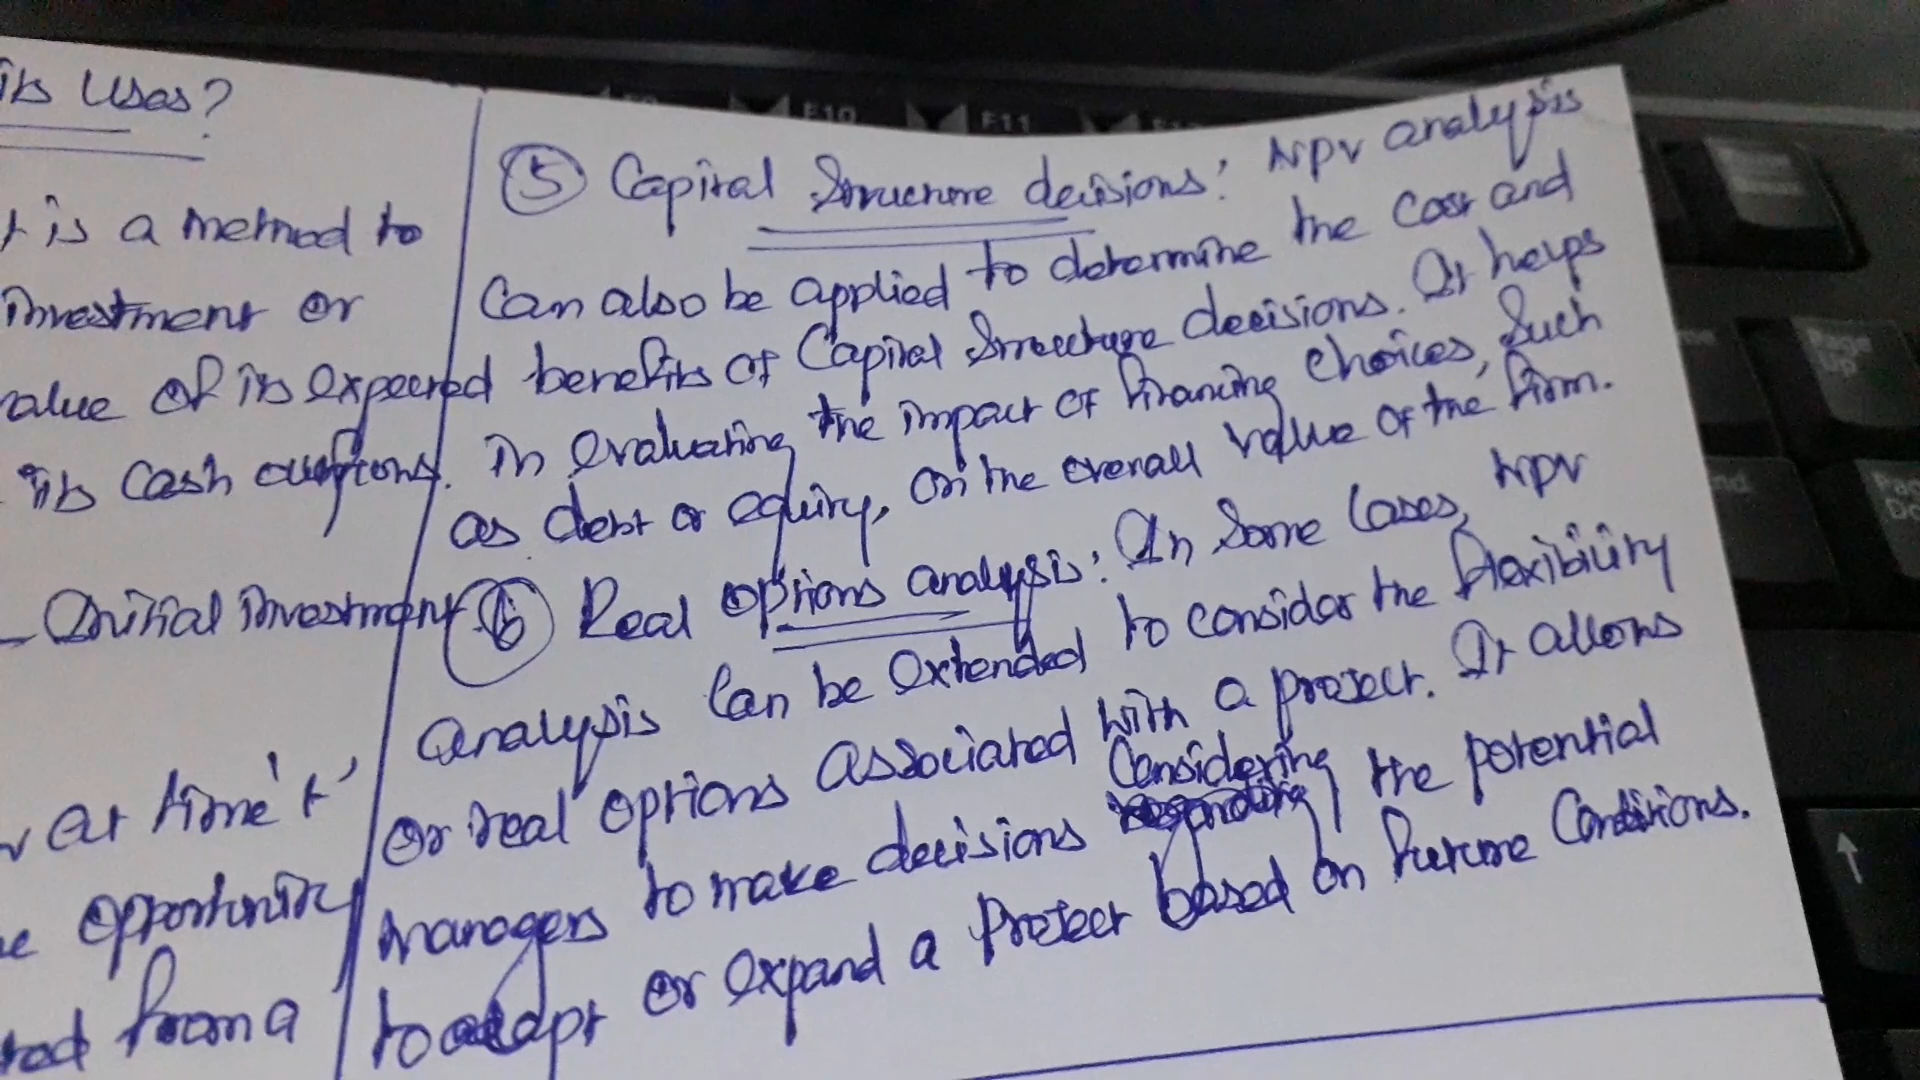 its Uses?
t is a method to
investment or
value of its expected
its cash outflows.
- Initial investment
at time 't'
opportunity
from a
⑤ Capital Structure decisions: NPV analysis
Can also be applied to determine the cost and
benefits of Capital Structure decisions. It helps
in evaluating the impact of financing choices, Such
as debt or equity, on the overall value of the firm.
⑥ Real options analysis: In Some Cases, NPV
analysis Can be extended to consider the flexibility
or real options associated with a project. It allows
managers to make decisions Considering the potential
to adapt or expand a Project based on future Conditions.
F9
F10
F11
Page
Up